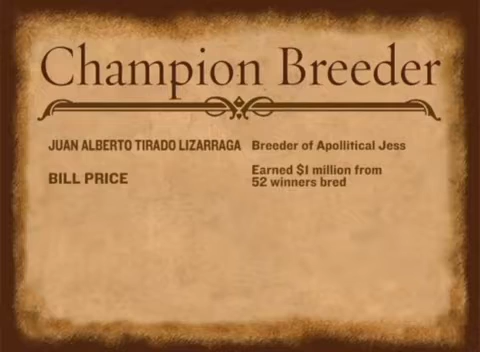 Champion Breeder
JUAN ALBERTO TIRADO LIZARRAGA Breeder of Apollitical Jess
BILL PRICE Earned $1 million from
52 winners bred